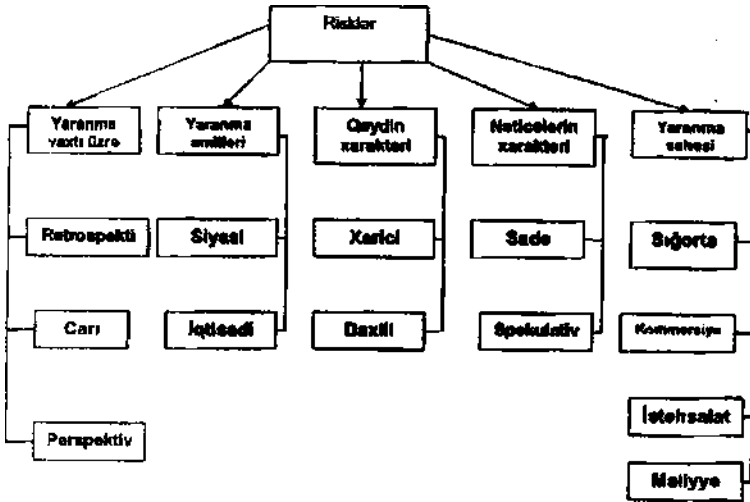 Risklər
Yaranma
vaxtı üzrə
Yaranma
amilləri
Qeydin
xarakteri
Nəticələrin
xarakteri
Yaranma
sahəsi
Retrospekti
Siyasi
Xarici
Sadə
Sığorta
Cari
İqtisadi
Daxili
Spekulativ
Kommersiya
Perspektiv
İstehsalat
Maliyyə